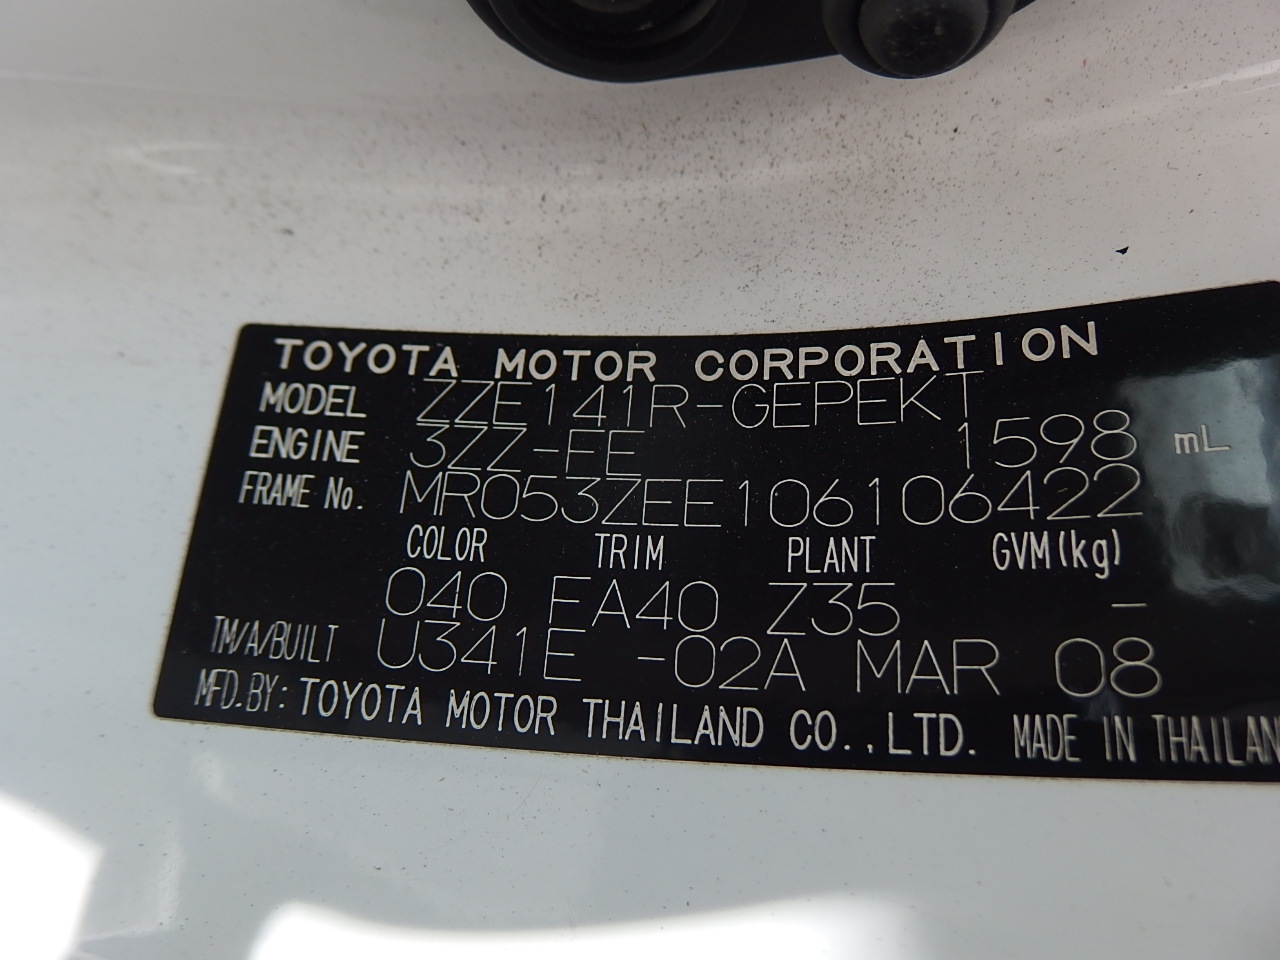 TOYOTA MOTOR CORPORATION
MODEL ZZE141R-GEPEKT
ENGINE 3ZZ-FE 1598 mL
FRAME No. MR053ZEE106106422
COLOR TRIM PLANT GVM(kg)
040 FA40 Z35 –
TM/A/BUILT U341E -02A MAR 08
MFD.BY: TOYOTA MOTOR THAILAND CO.,LTD. MADE IN THAILAN